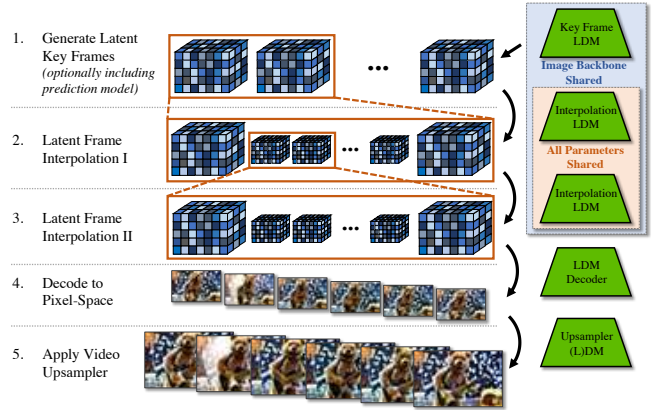 1. Generate Latent
Key Frames
(optionally including
prediction model)
Key Frame
LDM
Image Backbone
Shared
2. Latent Frame
Interpolation I
Interpolation
LDM
All Parameters
Shared
3. Latent Frame
Interpolation II
Interpolation
LDM
4. Decode to
Pixel-Space
LDM
Decoder
5. Apply Video
Upsampler
Upsampler
(L)DM